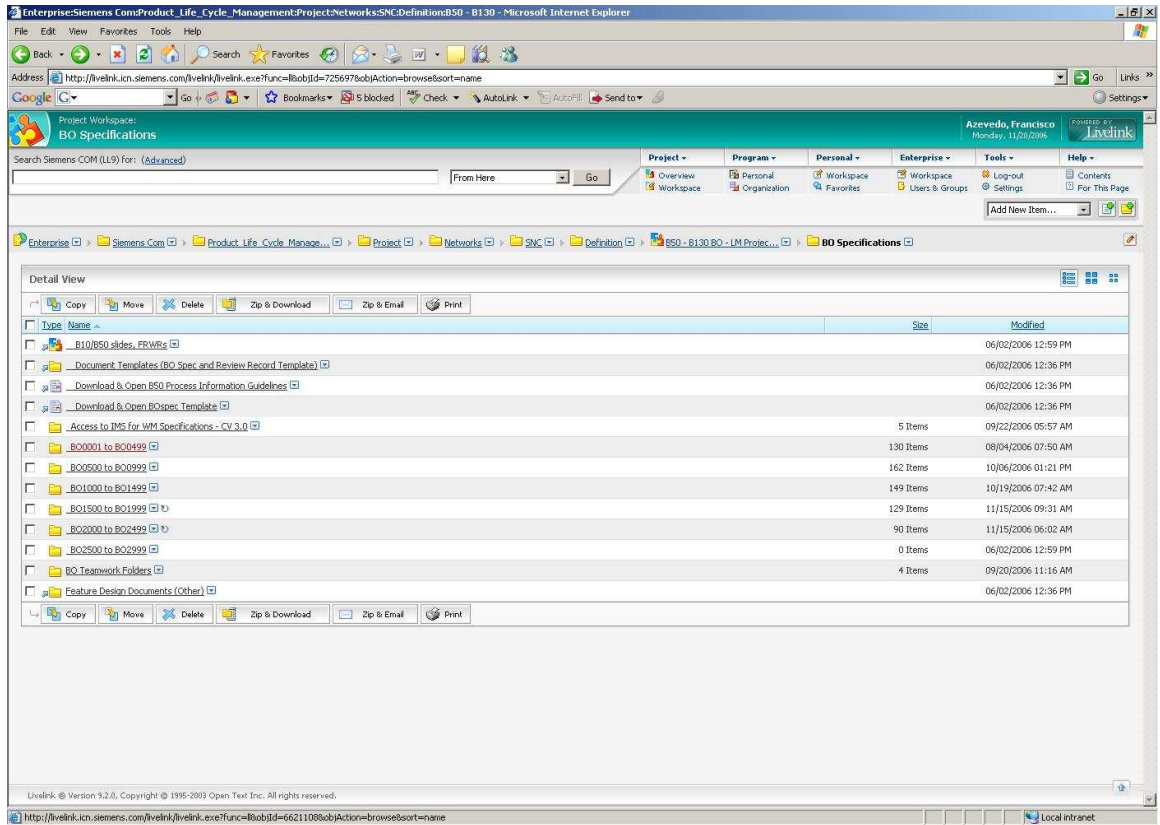 Enterprise:Siemens Com:Product_Life_Cycle_Management:Project:Networks:SNC:Definition:B50 - B130 - Microsoft Internet Explorer
File Edit View Favorites Tools Help
Back Search Favorites
Address http://livelink.icn.siemens.com/livelink/livelink.exe?func=ll&objId=725697&objAction=browse&sort=name Go Links »
Google G Go Bookmarks 5 blocked Check AutoLink AutoFill Send to Settings
Project Workspace:
BO Specifications
Azevedo, Francisco
Monday, 11/20/2006
POWERED BY
Livelink
Search Siemens COM (LL9) for: (Advanced)
From Here Go
Project Program Personal Enterprise Tools Help
Overview Personal Workspace Workspace Log-out Contents
Workspace Organization Favorites Users & Groups Settings For This Page
Add New Item...
Enterprise Siemens Com Product_Life_Cycle_Manage... Project Networks SNC Definition B50 - B130 BO - LM Projec... BO Specifications
Detail View
Copy Move Delete Zip & Download Zip & Email Print
Type Name Size Modified
__B10/B50 slides, FRWRs 06/02/2006 12:59 PM
__Document Templates (BO Spec and Review Record Template) 06/02/2006 12:36 PM
__Download & Open B50 Process Information Guidelines 06/02/2006 12:36 PM
__Download & Open BOspec Template 06/02/2006 12:36 PM
_Access to IMS for WM Specifications - CV 3.0 5 Items 09/22/2006 05:57 AM
_BO0001 to BO0499 130 Items 08/04/2006 07:50 AM
_BO0500 to BO0999 162 Items 10/06/2006 01:21 PM
_BO1000 to BO1499 149 Items 10/19/2006 07:42 AM
_BO1500 to BO1999 129 Items 11/15/2006 09:31 AM
_BO2000 to BO2499 90 Items 11/15/2006 06:02 AM
_BO2500 to BO2999 0 Items 06/02/2006 12:59 PM
BO Teamwork Folders 4 Items 09/20/2006 11:16 AM
Feature Design Documents (Other) 06/02/2006 12:36 PM
Copy Move Delete Zip & Download Zip & Email Print
Livelink ® Version 9.2.0, Copyright © 1995-2003 Open Text Inc. All rights reserved.
http://livelink.icn.siemens.com/livelink/livelink.exe?func=ll&objId=6621108&objAction=browse&sort=name Local intranet